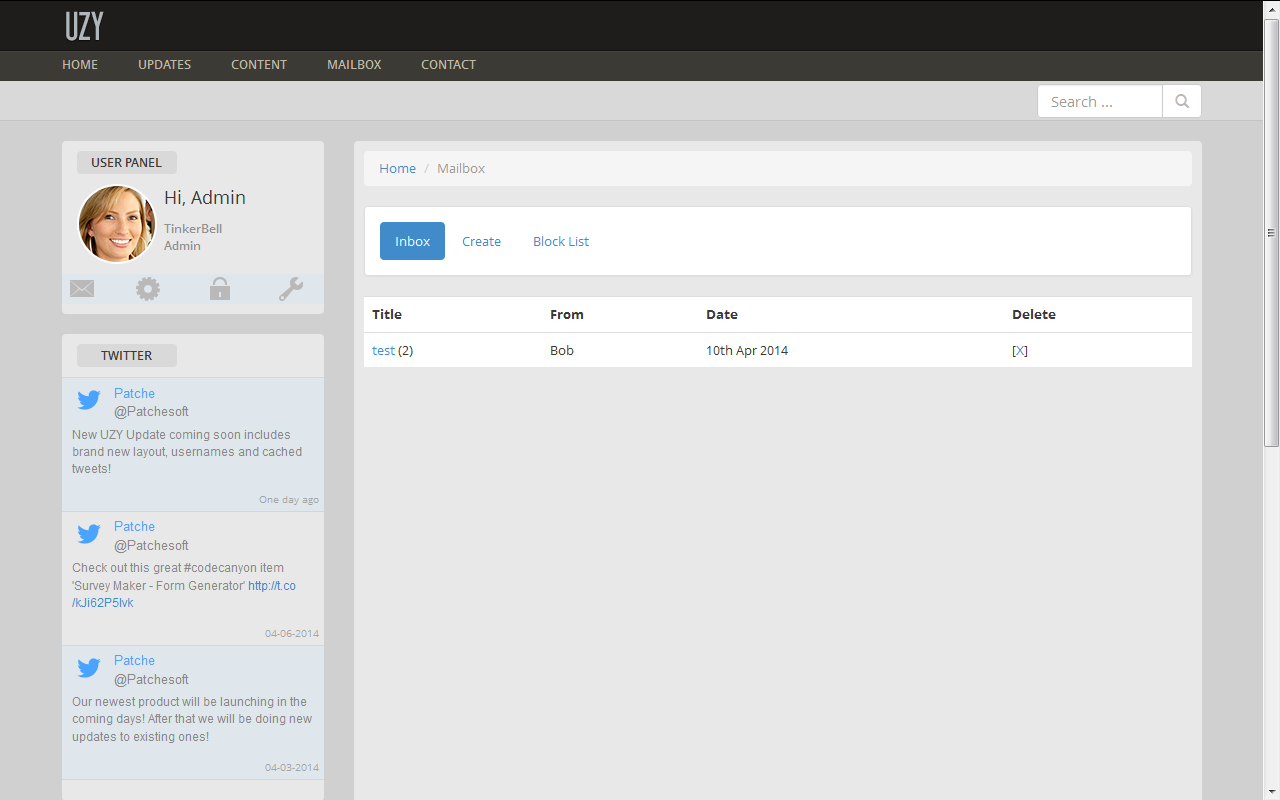 UZY
HOME UPDATES CONTENT MAILBOX CONTACT
Search ...
USER PANEL
Hi, Admin
TinkerBell
Admin
TWITTER
Patche
@Patchesoft
New UZY Update coming soon includes
brand new layout, usernames and cached
tweets!
One day ago
Patche
@Patchesoft
Check out this great #codecanyon item
'Survey Maker - Form Generator' http://t.co
/kJi62P5lvk
04-06-2014
Patche
@Patchesoft
Our newest product will be launching in the
coming days! After that we will be doing new
updates to existing ones!
04-03-2014
Home / Mailbox
Inbox Create Block List
Title From Date Delete
test (2) Bob 10th Apr 2014 [X]